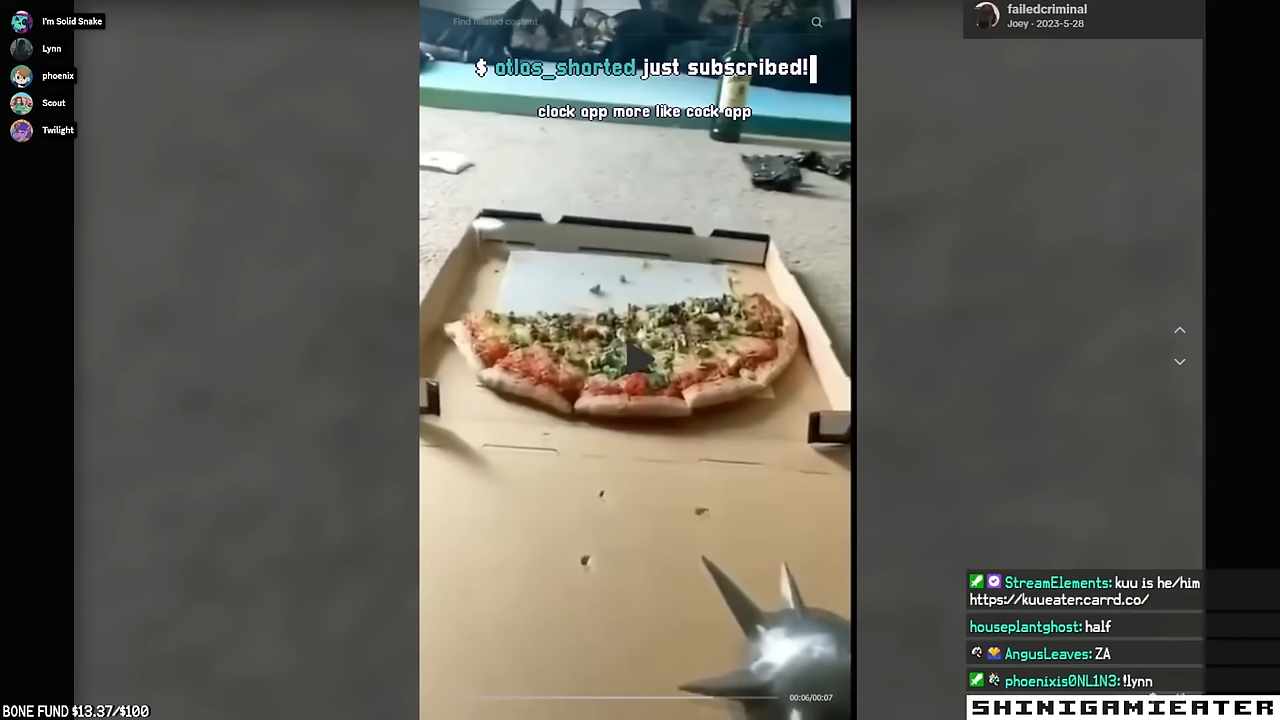 I'm Solid Snake
Lynn
phoenix
Scout
Twilight
Find related content
$ atlas_sharted just subscribed!
clock app more like cock app
00:06/00:07
failedcriminal
Joey · 2023-5-28
StreamElements: kuu is he/him
https://kuueater.carrd.co/
houseplantghost: half
AngusLeaves: ZA
phoenixis0NL1N3: !lynn
SHINIGAMIEATER
BONE FUND $13.37/$100